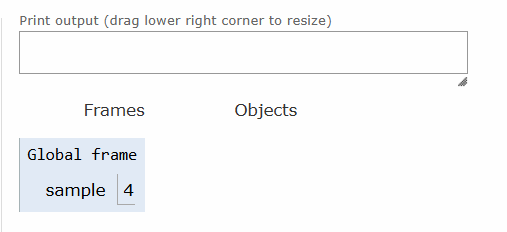 Print output (drag lower right corner to resize)
Frames Objects
Global frame
sample 4